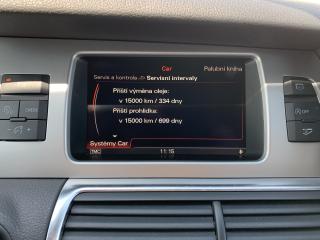 Car
Palubní kniha
Servis a kontrola Servisní intervaly
Příští výměna oleje:
v 15000 km / 334 dny
Příští prohlídka:
v 15000 km / 699 dny
Systémy Car
TMC
11:15
OFF